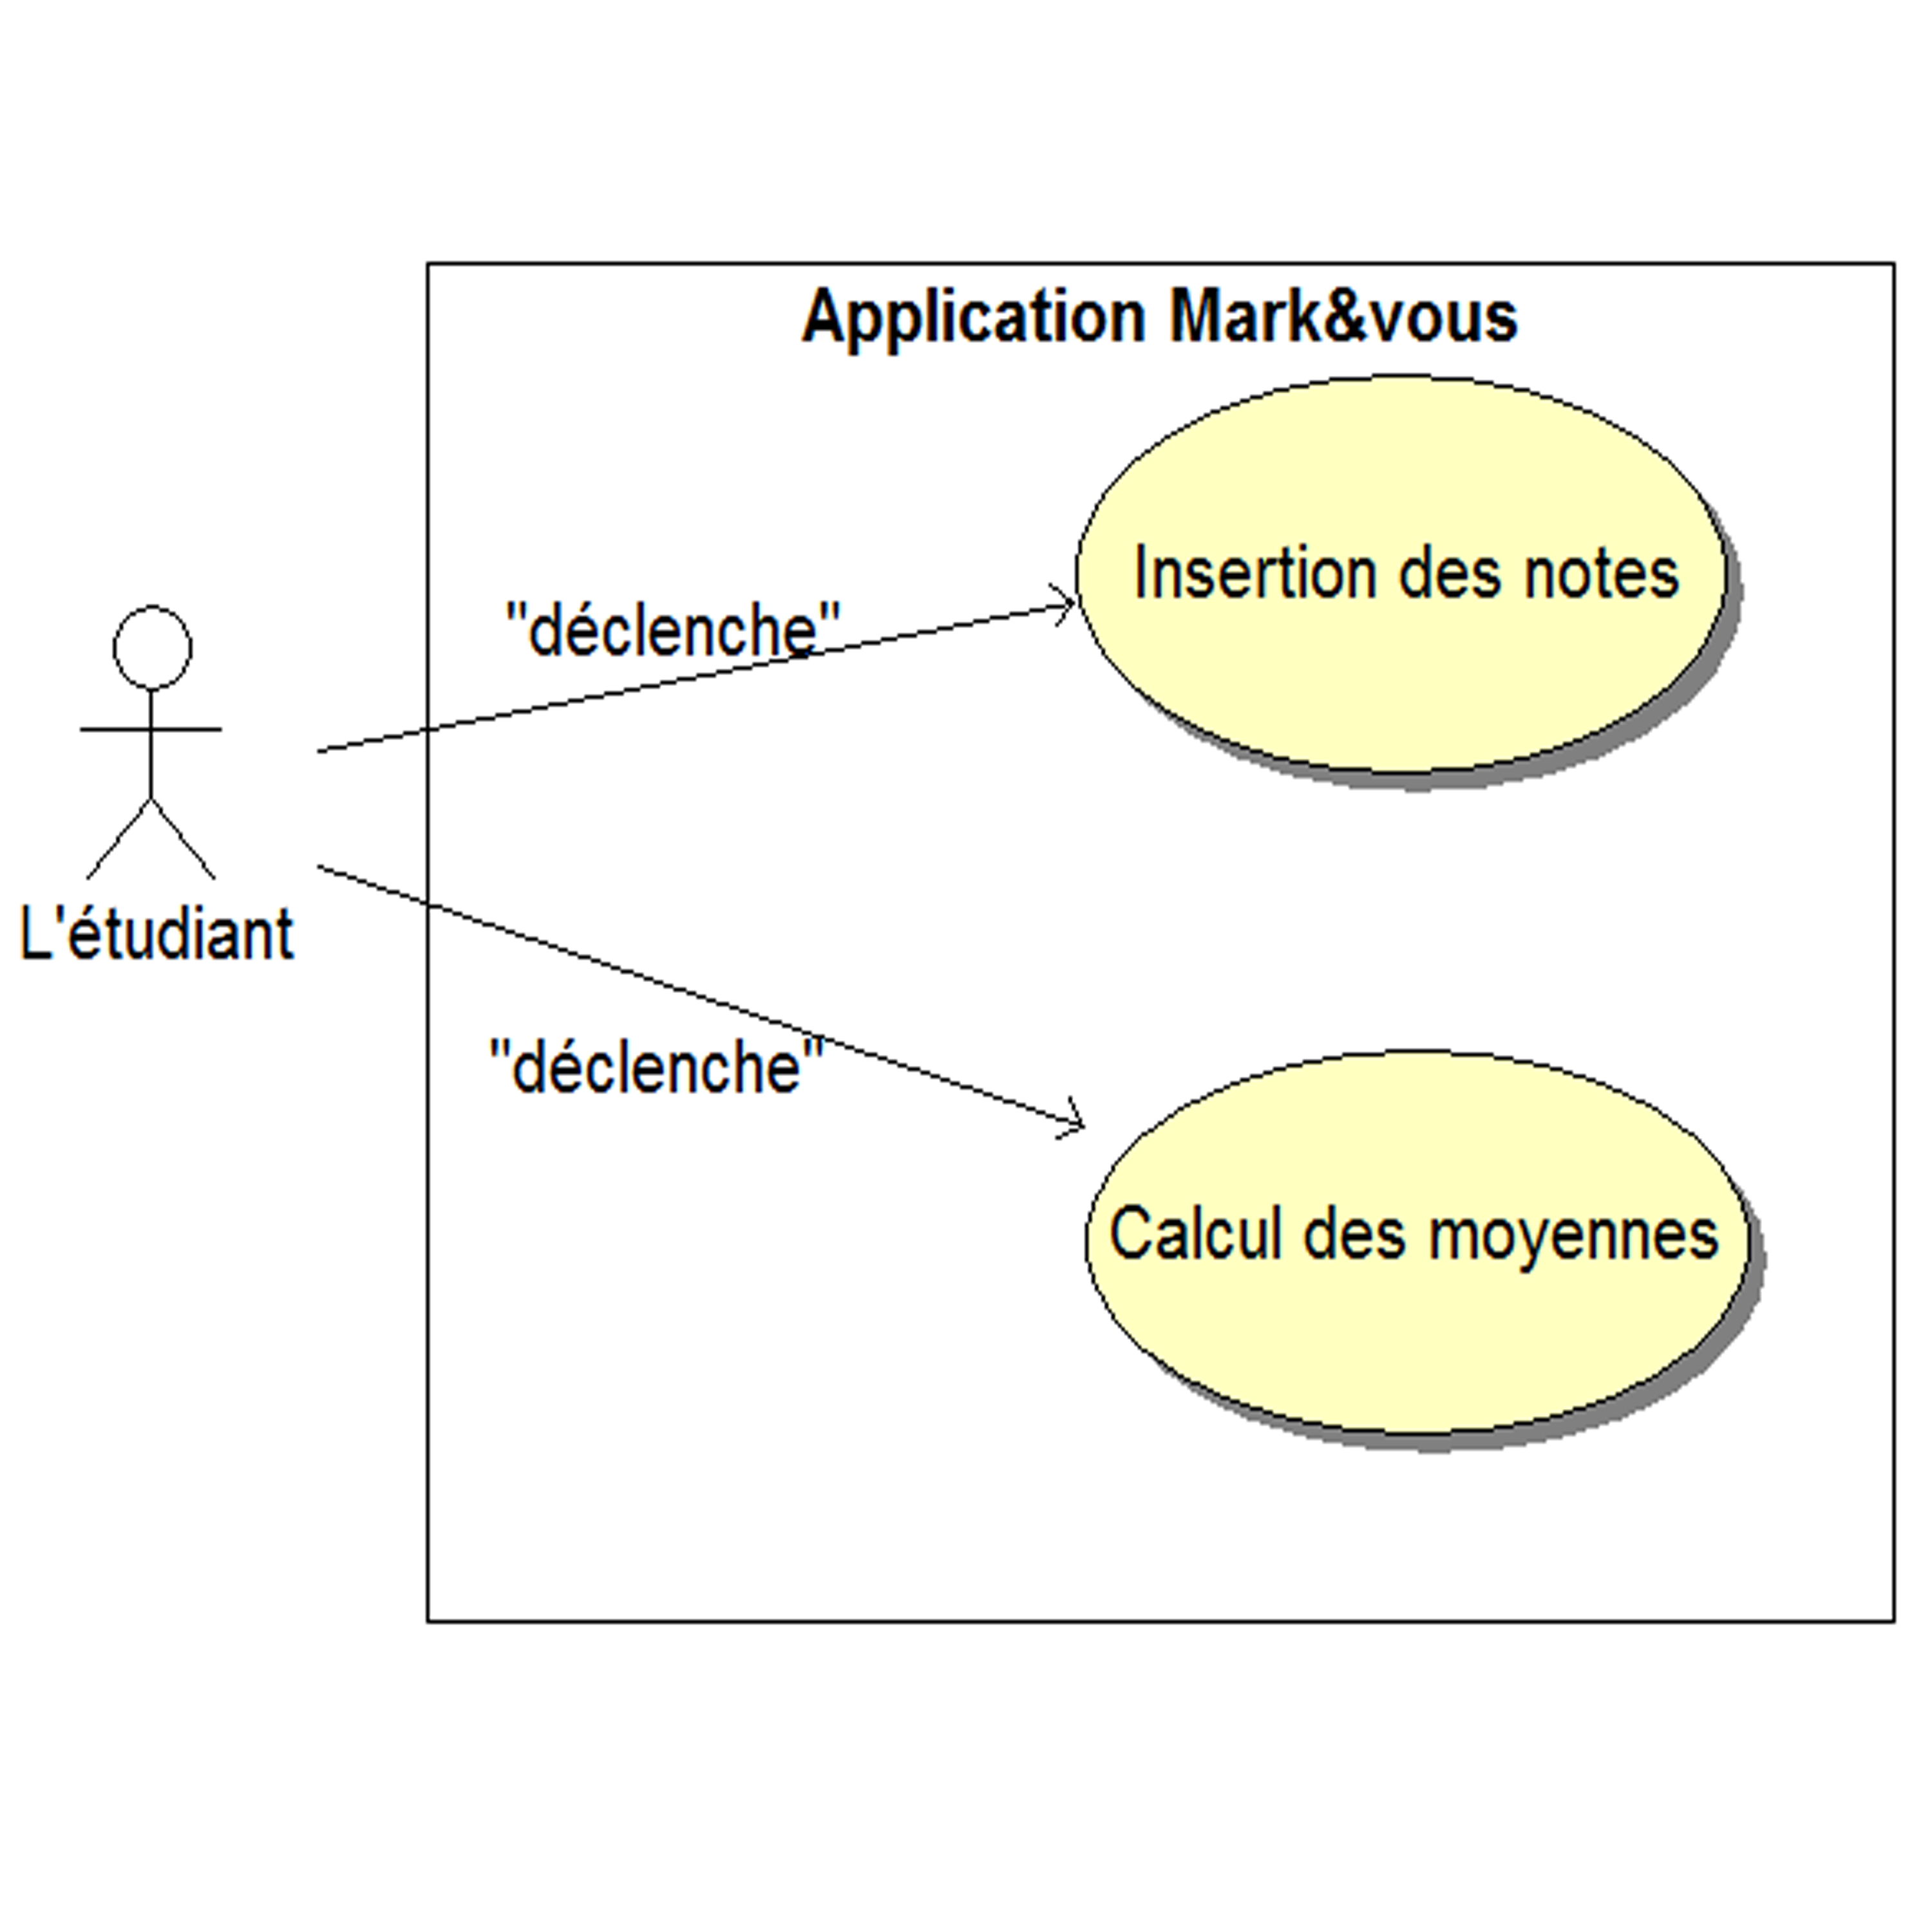 Application Mark&vous
Insertion des notes
"déclenche"
L'étudiant
"déclenche"
Calcul des moyennes